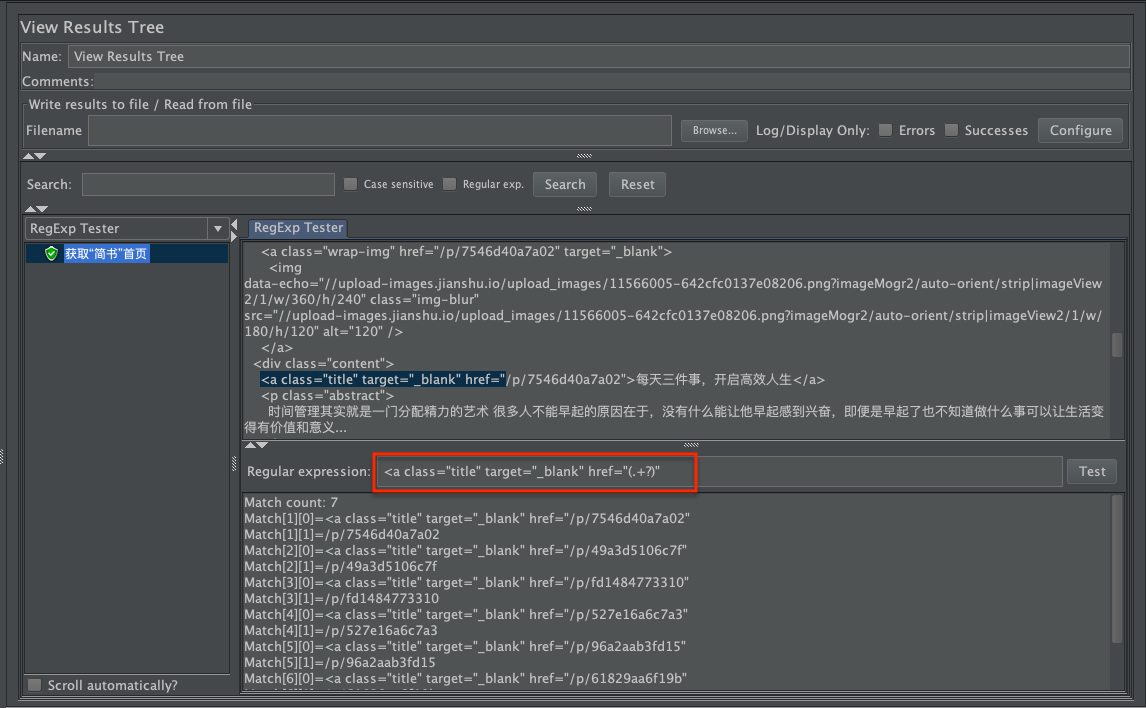 View Results Tree
Name: View Results Tree
Comments:
Write results to file / Read from file
Filename Browse... Log/Display Only: Errors Successes Configure
Search: Case sensitive Regular exp. Search Reset
RegExp Tester RegExp Tester
获取“简书”首页
<a class="wrap-img" href="/p/7546d40a7a02" target="_blank">
<img
data-echo="//upload-images.jianshu.io/upload_images/11566005-642cfc0137e08206.png?imageMogr2/auto-orient/strip|imageView
2/1/w/360/h/240" class="img-blur"
src="//upload-images.jianshu.io/upload_images/11566005-642cfc0137e08206.png?imageMogr2/auto-orient/strip|imageView2/1/w/
180/h/120" alt="120" />
</a>
<div class="content">
<a class="title" target="_blank" href="/p/7546d40a7a02">每天三件事，开启高效人生</a>
<p class="abstract">
时间管理其实就是一门分配精力的艺术 很多人不能早起的原因在于，没有什么能让他早起感到兴奋，即便是早起了也不知道做什么事可以让生活变
得有价值和意义...
Regular expression: <a class="title" target="_blank" href="(.+?)" Test
Match count: 7
Match[1][0]=<a class="title" target="_blank" href="/p/7546d40a7a02"
Match[1][1]=/p/7546d40a7a02
Match[2][0]=<a class="title" target="_blank" href="/p/49a3d5106c7f"
Match[2][1]=/p/49a3d5106c7f
Match[3][0]=<a class="title" target="_blank" href="/p/fd1484773310"
Match[3][1]=/p/fd1484773310
Match[4][0]=<a class="title" target="_blank" href="/p/527e16a6c7a3"
Match[4][1]=/p/527e16a6c7a3
Match[5][0]=<a class="title" target="_blank" href="/p/96a2aab3fd15"
Match[5][1]=/p/96a2aab3fd15
Match[6][0]=<a class="title" target="_blank" href="/p/61829aa6f19b"
Scroll automatically?